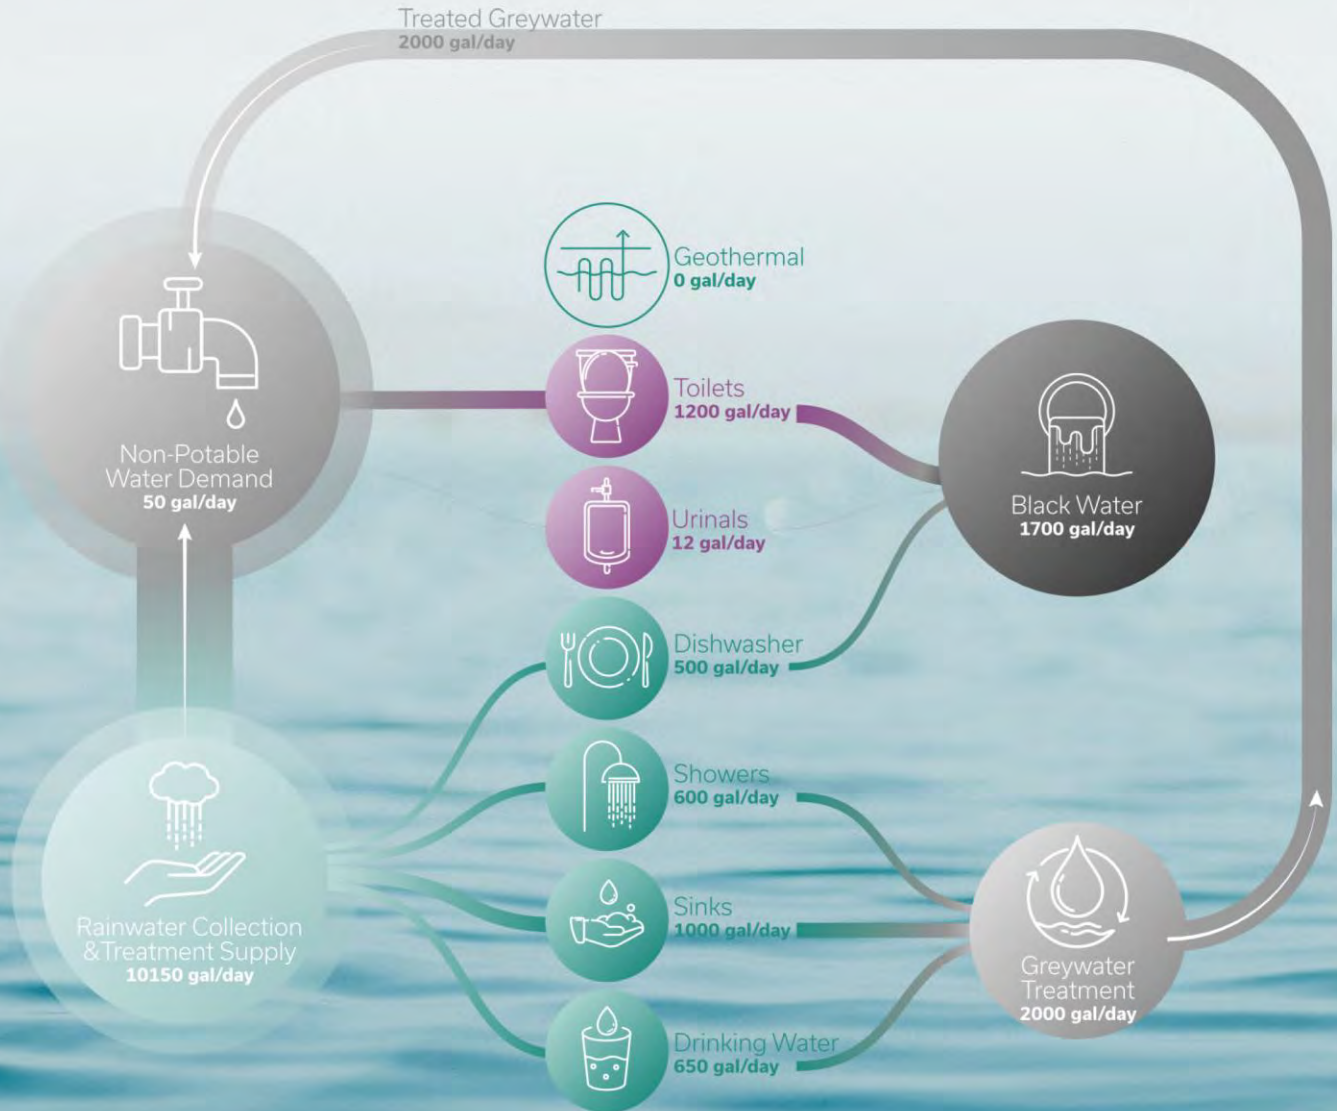 Treated Greywater
2000 gal/day
Geothermal
0 gal/day
Toilets
1200 gal/day
Non-Potable
Water Demand
50 gal/day
Black Water
1700 gal/day
Urinals
12 gal/day
Dishwasher
500 gal/day
Showers
600 gal/day
Sinks
1000 gal/day
Rainwater Collection
&Treatment Supply
10150 gal/day
Greywater
Treatment
2000 gal/day
Drinking Water
650 gal/day